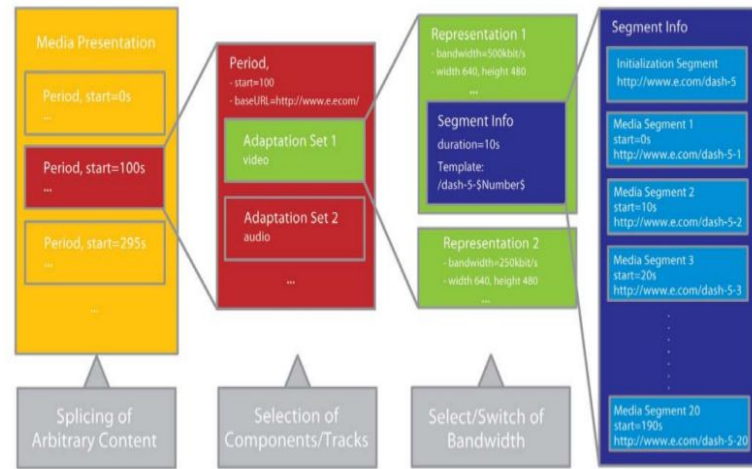 Media Presentation
Period, start=0s
...
Period, start=100s
...
Period, start=295s
...
...
Splicing of
Arbitrary Content
Period,
- start=100
- baseURL=http://www.e.ecom/
Adaptation Set 1
video
Adaptation Set 2
audio
...
Selection of
Components/Tracks
Representation 1
- bandwidth=500kbit/s
- width 640, height 480
...
Segment Info
duration=10s
Template:
/dash-5-$Number$
Representation 2
- bandwidth=250kbit/s
- width 640, height 480
...
Select/Switch of
Bandwidth
Segment Info
Initialization Segment
http://www.e.com/dash-5
Media Segment 1
start=0s
http://www.e.com/dash-5-1
Media Segment 2
start=10s
http://www.e.com/dash-5-2
Media Segment 3
start=20s
http://www.e.com/dash-5-3
Media Segment 20
start=190s
http://www.e.com/dash-5-20